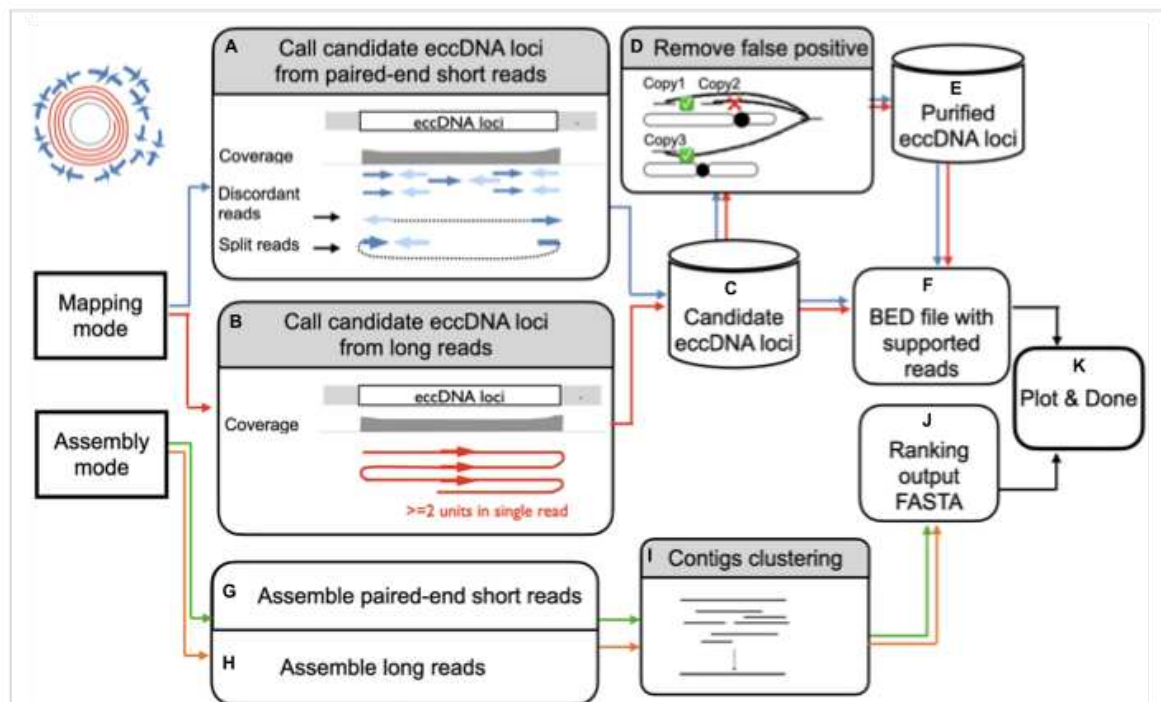 A
Call candidate eccDNA loci
from paired-end short reads
eccDNA loci
Coverage
Discordant
reads
Split reads
Mapping
mode
B
Call candidate eccDNA loci
from long reads
eccDNA loci
Coverage
>=2 units in single read
Assembly
mode
C
Candidate
eccDNA loci
D
Remove false positive
Copy1
Copy2
Copy3
E
Purified
eccDNA loci
F
BED file with
supported
reads
G
Assemble paired-end short reads
H
Assemble long reads
I
Contigs clustering
J
Ranking
output
FASTA
K
Plot & Done